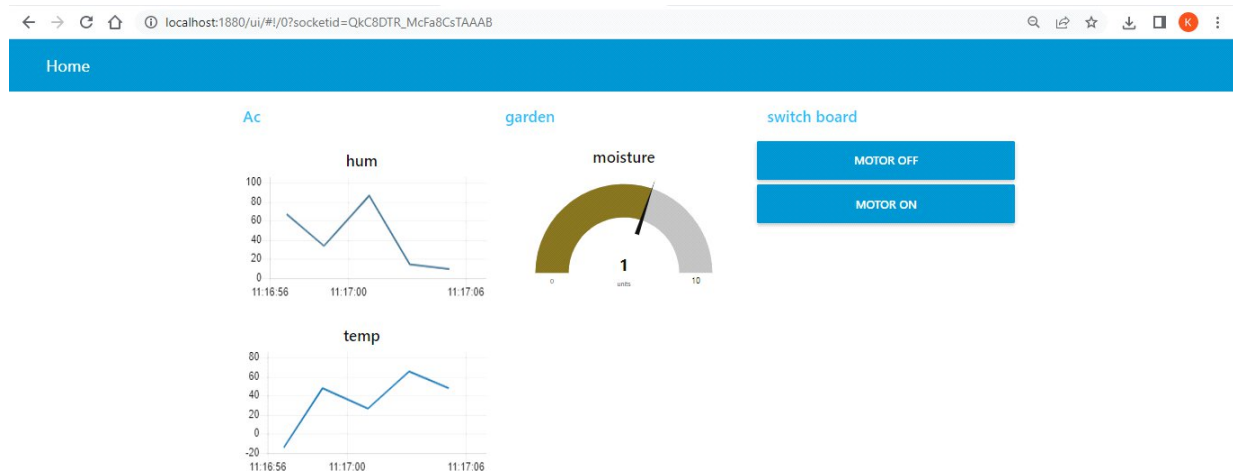 localhost:1880/ui/#!/0?socketid=QkC8DTR_McFa8CsTAAAB
K
Home
Ac
garden
switch board
hum
100
80
60
40
20
0
11:16:56 11:17:00 11:17:06
moisture
1
0 units 10
MOTOR OFF
MOTOR ON
temp
80
60
40
20
0
-20
11:16:56 11:17:00 11:17:06